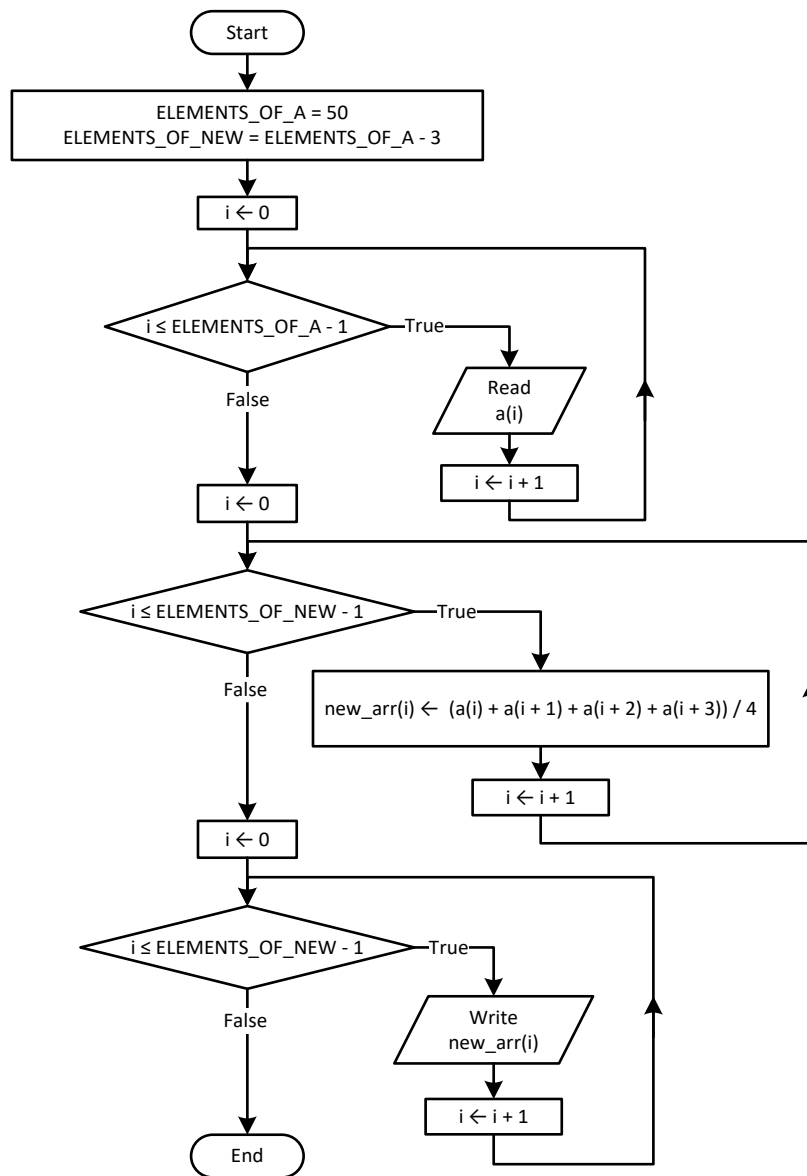 Start
ELEMENTS_OF_A = 50
ELEMENTS_OF_NEW = ELEMENTS_OF_A - 3
i ← 0
i ≤ ELEMENTS_OF_A - 1
True
Read
a(i)
False
i ← i + 1
i ← 0
i ≤ ELEMENTS_OF_NEW - 1
True
False
new_arr(i) ← (a(i) + a(i + 1) + a(i + 2) + a(i + 3)) / 4
i ← i + 1
i ← 0
i ≤ ELEMENTS_OF_NEW - 1
True
False
Write
new_arr(i)
i ← i + 1
End